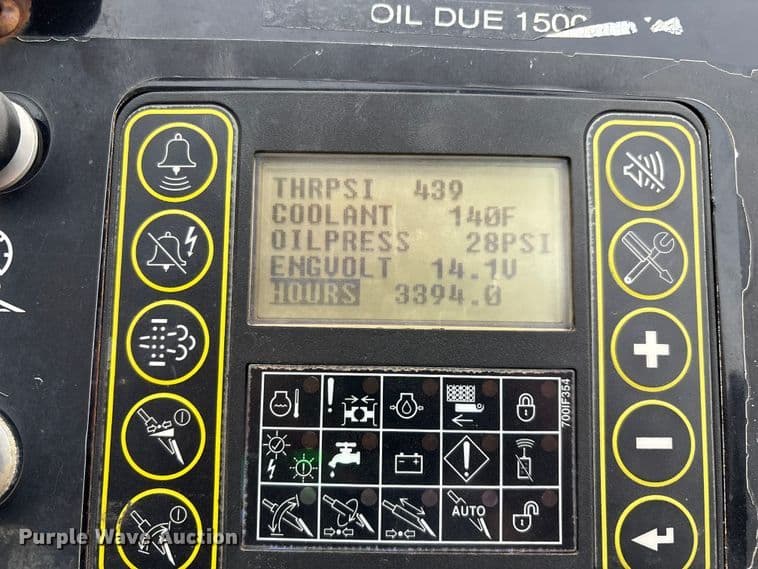 OIL DUE 1500
THRPSI 439
COOLANT 140F
OILPRESS 28PSI
ENGVOLT 14.1V
HOURS 3394.0
700IF354
AUTO
Purple Wave Auction